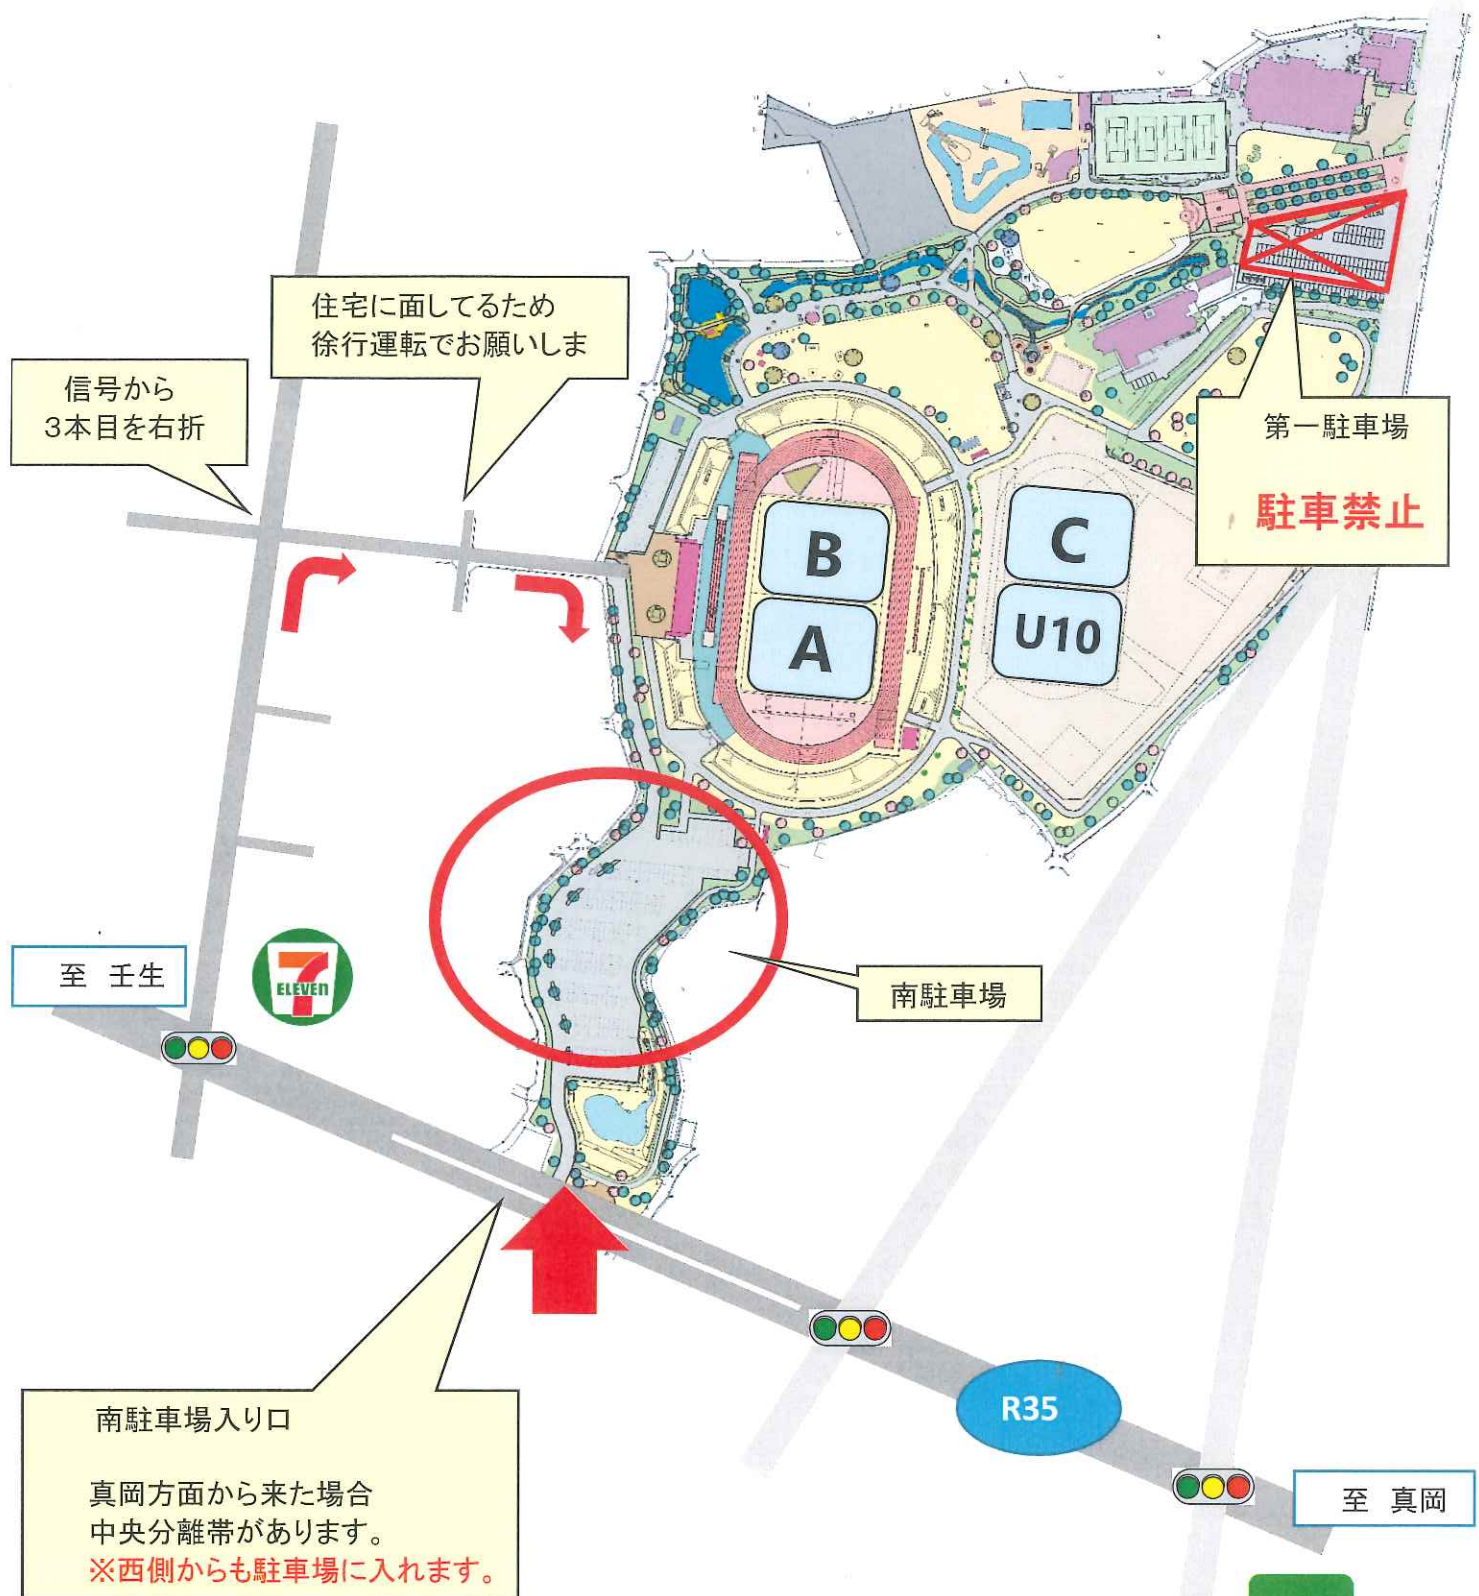 住宅に面してるため
徐行運転でお願いしま
信号から
3本目を右折
第一駐車場
駐車禁止
B
C
A
U10
至 壬生
7
ELEVEN
南駐車場
R35
南駐車場入り口
真岡方面から来た場合
中央分離帯があります。
※西側からも駐車場に入れます。
至 真岡